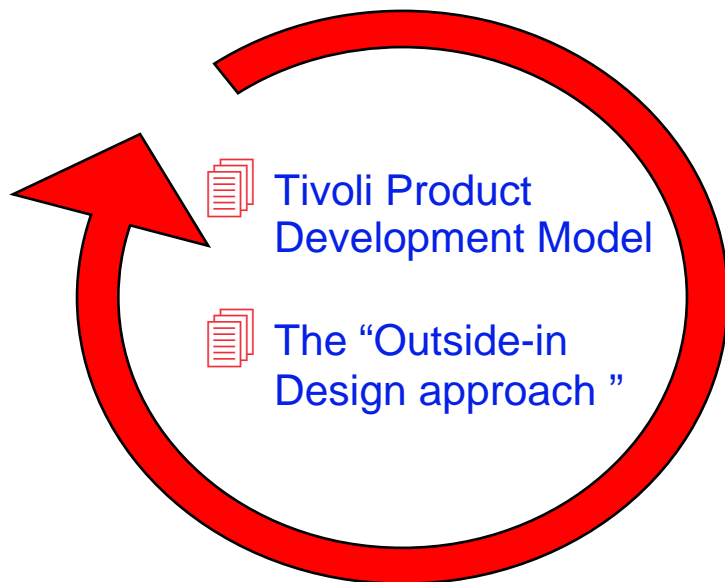 Tivoli Product
Development Model
The “Outside-in
Design approach ”